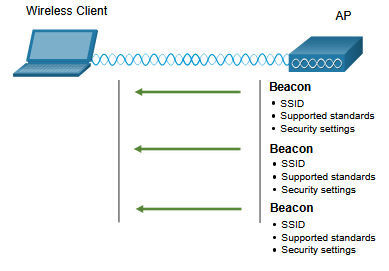 Wireless Client
AP
Beacon
• SSID
• Supported standards
• Security settings
Beacon
• SSID
• Supported standards
• Security settings
Beacon
• SSID
• Supported standards
• Security settings